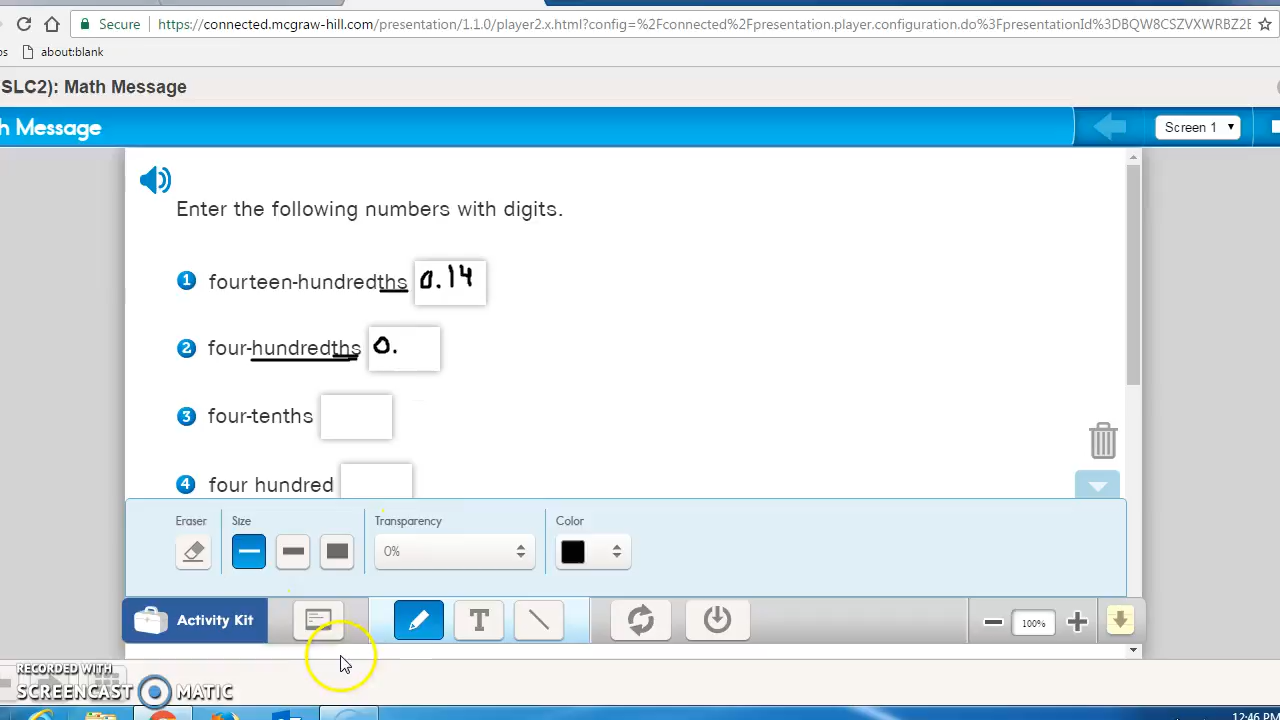 Secure
https://connected.mcgraw-hill.com/presentation/1.1.0/player2.x.html?config=%2Fconnected%2Fpresentation.player.configuration.do%3FpresentationId%3DBQW8CSZVXWRBZ2E
ps about:blank
(SLC2): Math Message
h Message
Screen 1
Enter the following numbers with digits.
1 fourteen-hundredths 0.14
2 four-hundredths 0.
3 four-tenths
4 four hundred
Eraser Size Transparency Color
0%
Activity Kit T 100%
RECORDED WITH
SCREENCAST MATIC
12:46 PM